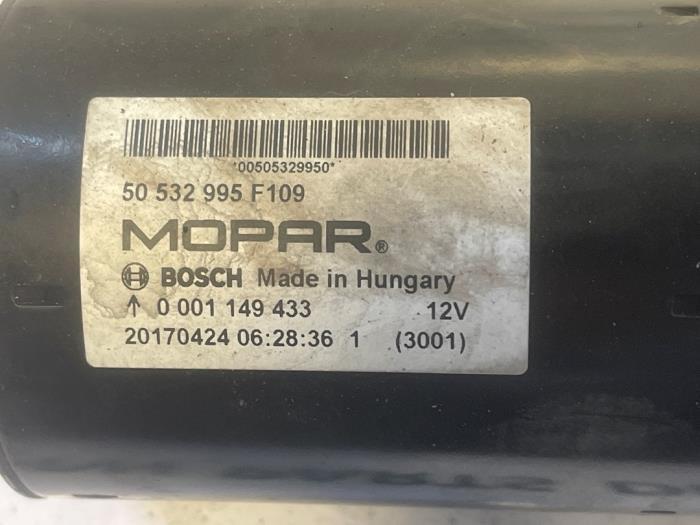 *00505329950*
50 532 995 F109
MOPAR®
BOSCH Made in Hungary
↑ 0 001 149 433 12V
20170424 06:28:36 1 (3001)